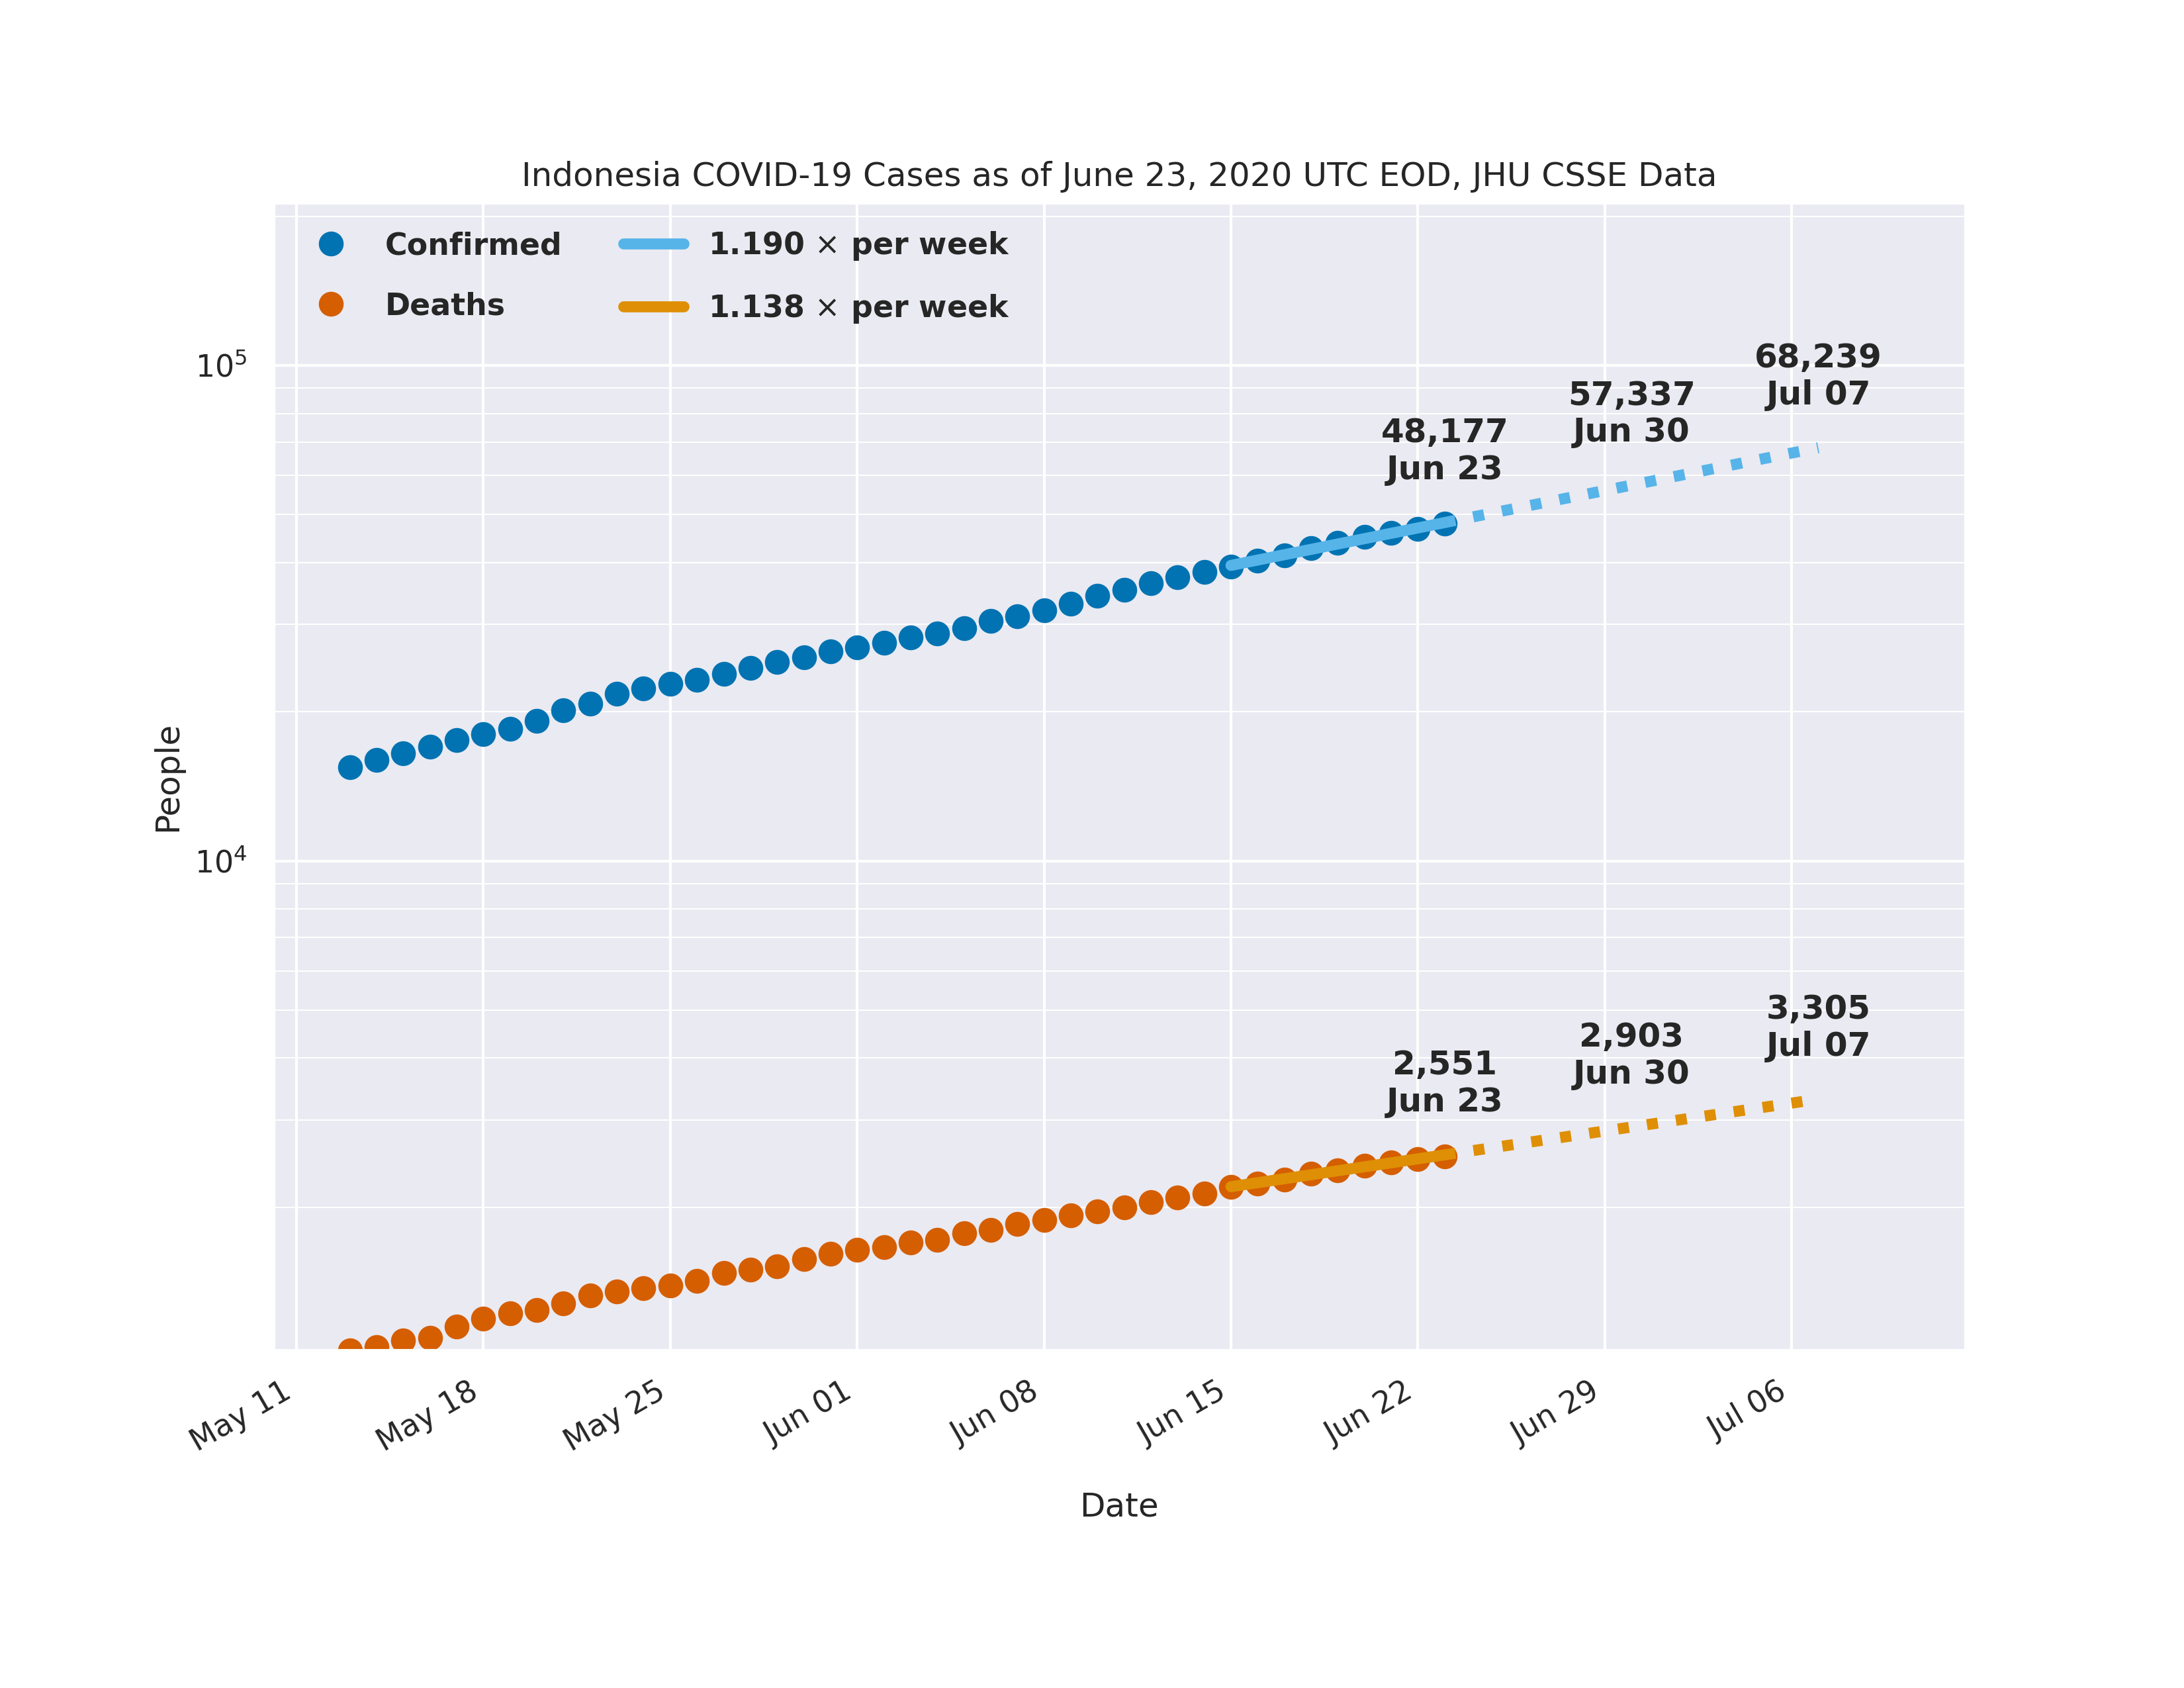 Indonesia COVID-19 Cases as of June 23, 2020 UTC EOD, JHU CSSE Data
Confirmed
Deaths
1.190 × per week
1.138 × per week
10⁵
10⁴
People
68,239
Jul 07
57,337
Jun 30
48,177
Jun 23
3,305
Jul 07
2,903
Jun 30
2,551
Jun 23
May 11
May 18
May 25
Jun 01
Jun 08
Jun 15
Jun 22
Jun 29
Jul 06
Date